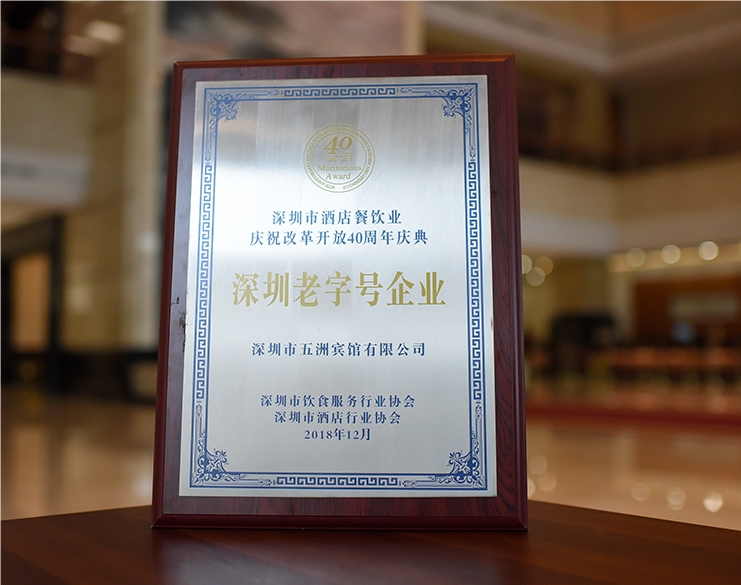 40
Meritorious
Award
深圳市酒店餐饮业
庆祝改革开放40周年庆典
深圳老字号企业
深圳市五洲宾馆有限公司
深圳市饮食服务行业协会
深圳市酒店行业协会
2018年12月